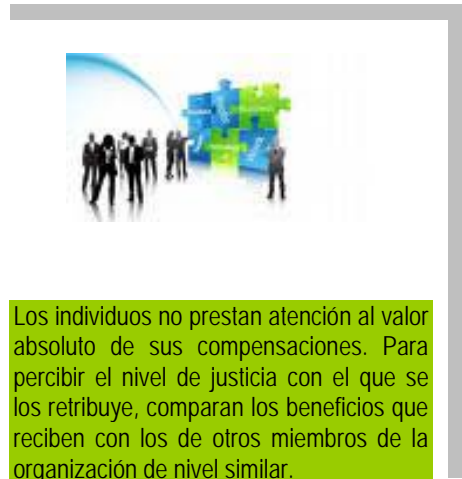 Los individuos no prestan atención al valor
absoluto de sus compensaciones. Para
percibir el nivel de justicia con el que se
los retribuye, comparan los beneficios que
reciben con los de otros miembros de la
organización de nivel similar.